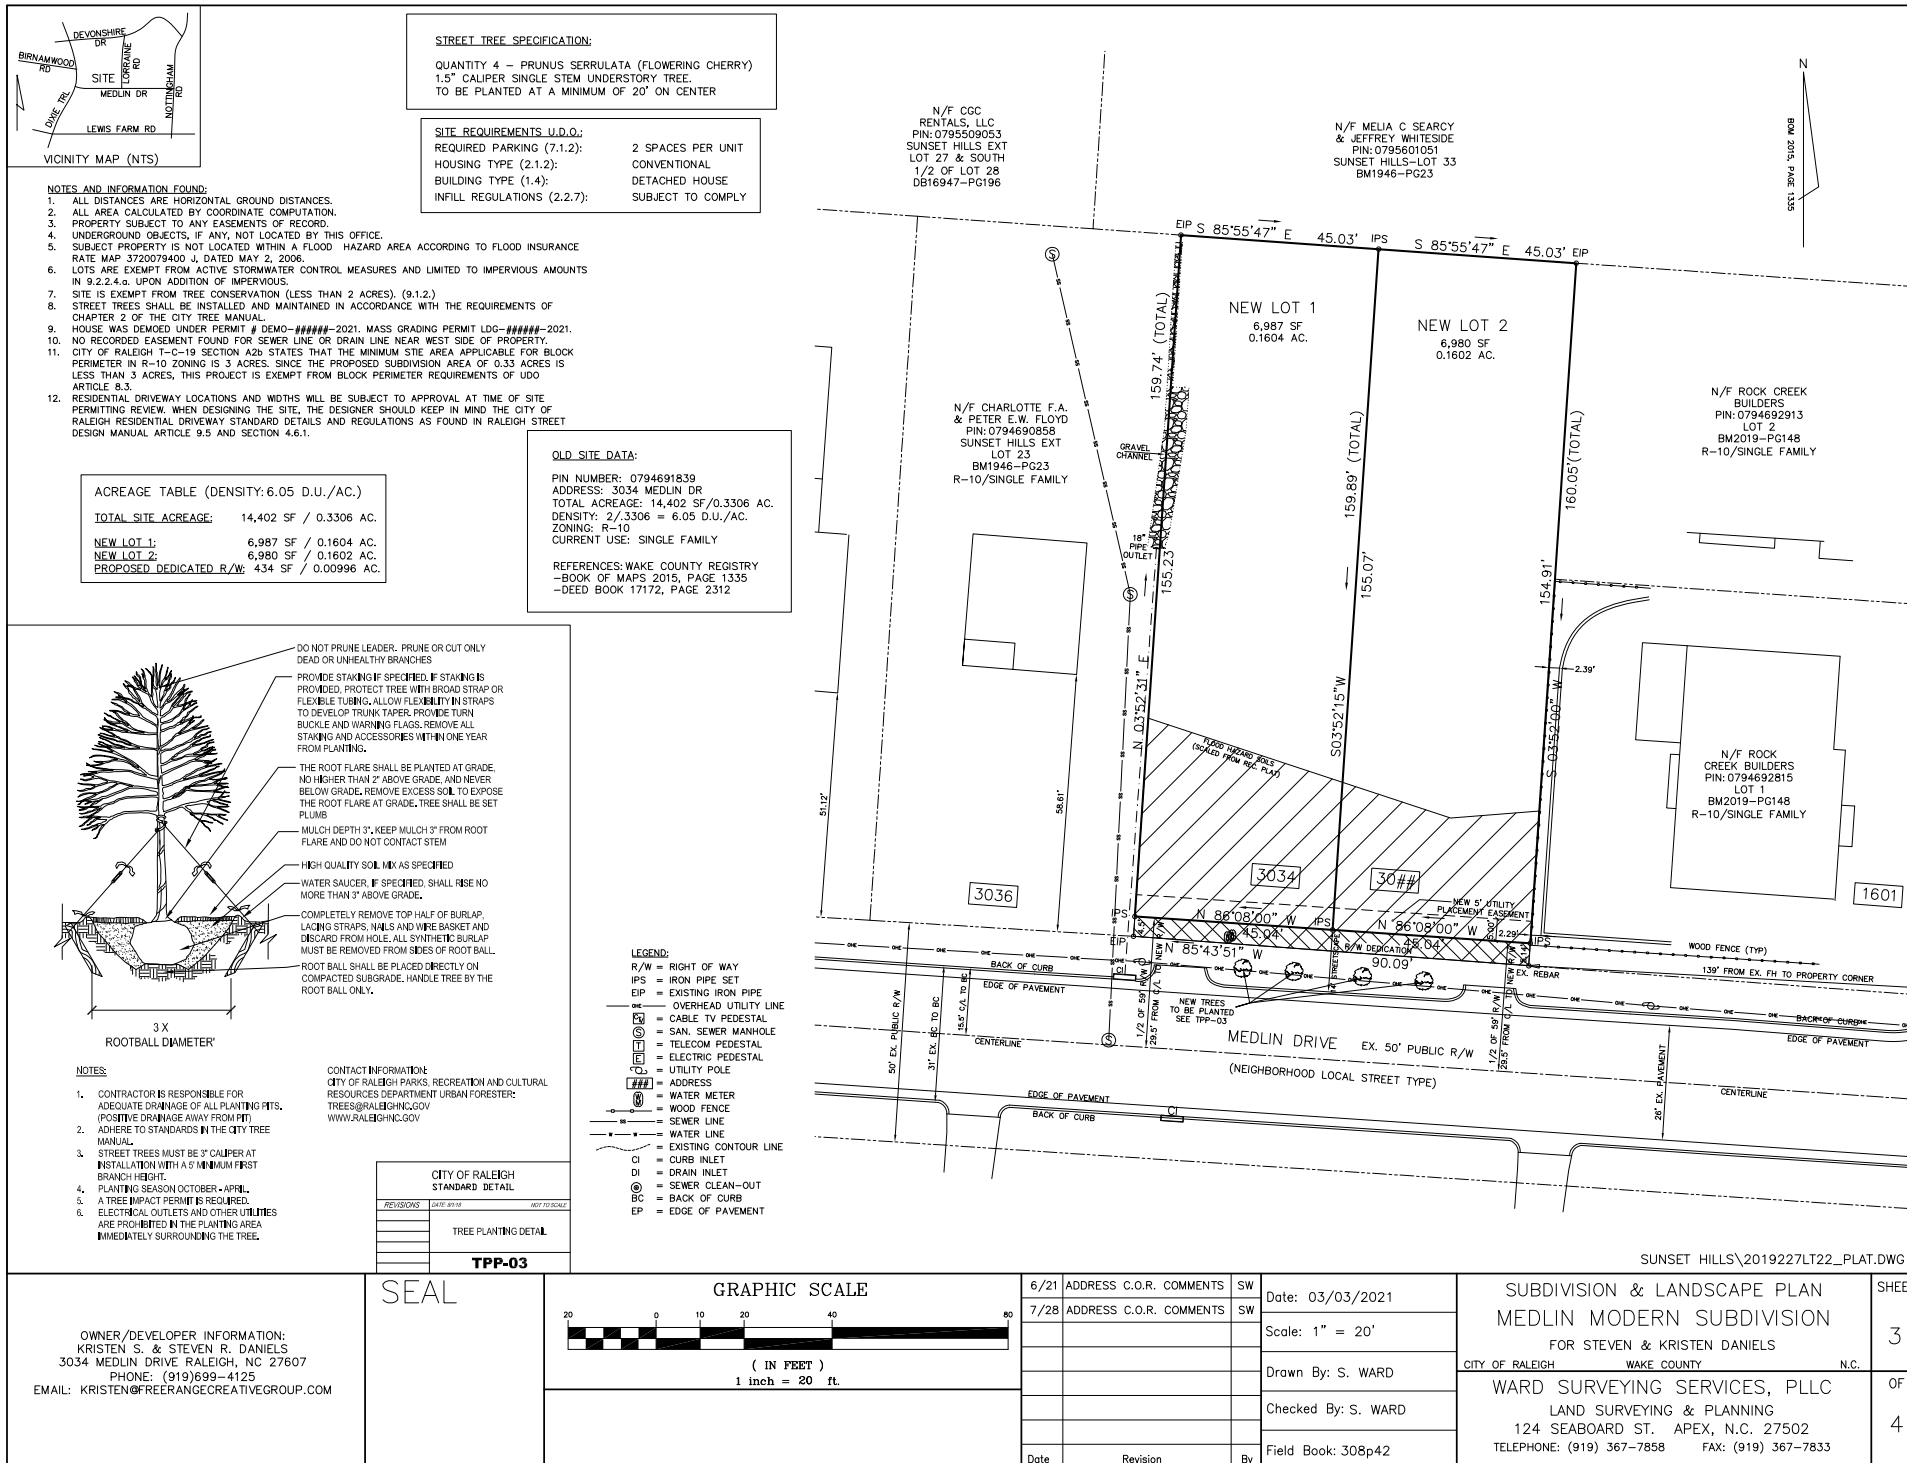 DEVONSHIRE
DR
BIRNAMWOOD
RD
LORRAINE
RD
SITE
MEDLIN DR
NOTTINGHAM
RD
DIXIE TRL
LEWIS FARM RD
VICINITY MAP (NTS)
STREET TREE SPECIFICATION:
QUANTITY 4 – PRUNUS SERRULATA (FLOWERING CHERRY)
1.5" CALIPER SINGLE STEM UNDERSTORY TREE.
TO BE PLANTED AT A MINIMUM OF 20' ON CENTER
SITE REQUIREMENTS U.D.O.:
REQUIRED PARKING (7.1.2): 2 SPACES PER UNIT
HOUSING TYPE (2.1.2): CONVENTIONAL
BUILDING TYPE (1.4): DETACHED HOUSE
INFILL REGULATIONS (2.2.7): SUBJECT TO COMPLY
NOTES AND INFORMATION FOUND:
1. ALL DISTANCES ARE HORIZONTAL GROUND DISTANCES.
2. ALL AREA CALCULATED BY COORDINATE COMPUTATION.
3. PROPERTY SUBJECT TO ANY EASEMENTS OF RECORD.
4. UNDERGROUND OBJECTS, IF ANY, NOT LOCATED BY THIS OFFICE.
5. SUBJECT PROPERTY IS NOT LOCATED WITHIN A FLOOD HAZARD AREA ACCORDING TO FLOOD INSURANCE
RATE MAP 3720079400 J, DATED MAY 2, 2006.
6. LOTS ARE EXEMPT FROM ACTIVE STORMWATER CONTROL MEASURES AND LIMITED TO IMPERVIOUS AMOUNTS
IN 9.2.2.4.a. UPON ADDITION OF IMPERVIOUS.
7. SITE IS EXEMPT FROM TREE CONSERVATION (LESS THAN 2 ACRES). (9.1.2.)
8. STREET TREES SHALL BE INSTALLED AND MAINTAINED IN ACCORDANCE WITH THE REQUIREMENTS OF
CHAPTER 2 OF THE CITY TREE MANUAL.
9. HOUSE WAS DEMOED UNDER PERMIT # DEMO-######-2021. MASS GRADING PERMIT LDG-######-2021.
10. NO RECORDED EASEMENT FOUND FOR SEWER LINE OR DRAIN LINE NEAR WEST SIDE OF PROPERTY.
11. CITY OF RALEIGH T-C-19 SECTION A2b STATES THAT THE MINIMUM STIE AREA APPLICABLE FOR BLOCK
PERIMETER IN R-10 ZONING IS 3 ACRES. SINCE THE PROPOSED SUBDIVISION AREA OF 0.33 ACRES IS
LESS THAN 3 ACRES, THIS PROJECT IS EXEMPT FROM BLOCK PERIMETER REQUIREMENTS OF UDO
ARTICLE 8.3.
12. RESIDENTIAL DRIVEWAY LOCATIONS AND WIDTHS WILL BE SUBJECT TO APPROVAL AT TIME OF SITE
PERMITTING REVIEW. WHEN DESIGNING THE SITE, THE DESIGNER SHOULD KEEP IN MIND THE CITY OF
RALEIGH RESIDENTIAL DRIVEWAY STANDARD DETAILS AND REGULATIONS AS FOUND IN RALEIGH STREET
DESIGN MANUAL ARTICLE 9.5 AND SECTION 4.6.1.
ACREAGE TABLE (DENSITY: 6.05 D.U./AC.)
TOTAL SITE ACREAGE: 14,402 SF / 0.3306 AC.
NEW LOT 1: 6,987 SF / 0.1604 AC.
NEW LOT 2: 6,980 SF / 0.1602 AC.
PROPOSED DEDICATED R/W: 434 SF / 0.00996 AC.
OLD SITE DATA:
PIN NUMBER: 0794691839
ADDRESS: 3034 MEDLIN DR
TOTAL ACREAGE: 14,402 SF/0.3306 AC.
DENSITY: 2/.3306 = 6.05 D.U./AC.
ZONING: R-10
CURRENT USE: SINGLE FAMILY
REFERENCES: WAKE COUNTY REGISTRY
-BOOK OF MAPS 2015, PAGE 1335
-DEED BOOK 17172, PAGE 2312
DO NOT PRUNE LEADER. PRUNE OR CUT ONLY
DEAD OR UNHEALTHY BRANCHES
PROVIDE STAKING IF SPECIFIED. IF STAKING IS
PROVIDED, PROTECT TREE WITH BROAD STRAP OR
FLEXIBLE TUBING. ALLOW FLEXIBILITY IN STRAPS
TO DEVELOP TRUNK TAPER. PROVIDE TURN
BUCKLE AND WARNING FLAGS. REMOVE ALL
STAKING AND ACCESSORIES WITHIN ONE YEAR
FROM PLANTING.
THE ROOT FLARE SHALL BE PLANTED AT GRADE,
NO HIGHER THAN 2" ABOVE GRADE, AND NEVER
BELOW GRADE. REMOVE EXCESS SOIL TO EXPOSE
THE ROOT FLARE AT GRADE. TREE SHALL BE SET
PLUMB
MULCH DEPTH 3". KEEP MULCH 3" FROM ROOT
FLARE AND DO NOT CONTACT STEM
HIGH QUALITY SOIL MIX AS SPECIFIED
WATER SAUCER, IF SPECIFIED, SHALL RISE NO
MORE THAN 3" ABOVE GRADE.
COMPLETELY REMOVE TOP HALF OF BURLAP,
LACING STRAPS, NAILS AND WIRE BASKET AND
DISCARD FROM HOLE. ALL SYNTHETIC BURLAP
MUST BE REMOVED FROM SIDES OF ROOT BALL.
ROOT BALL SHALL BE PLACED DIRECTLY ON
COMPACTED SUBGRADE. HANDLE TREE BY THE
ROOT BALL ONLY.
3 X
ROOTBALL DIAMETER'
NOTES:
1. CONTRACTOR IS RESPONSIBLE FOR
ADEQUATE DRAINAGE OF ALL PLANTING PITS.
(POSITIVE DRAINAGE AWAY FROM PIT)
2. ADHERE TO STANDARDS IN THE CITY TREE
MANUAL.
3. STREET TREES MUST BE 3" CALIPER AT
INSTALLATION WITH A 5' MINIMUM FIRST
BRANCH HEIGHT.
4. PLANTING SEASON OCTOBER - APRIL.
5. A TREE IMPACT PERMIT IS REQUIRED.
6. ELECTRICAL OUTLETS AND OTHER UTILITIES
ARE PROHIBITED IN THE PLANTING AREA
IMMEDIATELY SURROUNDING THE TREE.
CONTACT INFORMATION:
CITY OF RALEIGH PARKS, RECREATION AND CULTURAL
RESOURCES DEPARTMENT URBAN FORESTER:
TREES@RALEIGHNC.GOV
WWW.RALEIGHNC.GOV
CITY OF RALEIGH
STANDARD DETAIL
REVISIONS DATE: 8/1/18 NOT TO SCALE
TREE PLANTING DETAIL
TPP-03
LEGEND:
R/W = RIGHT OF WAY
IPS = IRON PIPE SET
EIP = EXISTING IRON PIPE
OHE OVERHEAD UTILITY LINE
= CABLE TV PEDESTAL
S = SAN. SEWER MANHOLE
T = TELECOM PEDESTAL
E = ELECTRIC PEDESTAL
= UTILITY POLE
### = ADDRESS
W = WATER METER
= WOOD FENCE
SS = SEWER LINE
W W = WATER LINE
= EXISTING CONTOUR LINE
CI = CURB INLET
DI = DRAIN INLET
= SEWER CLEAN-OUT
BC = BACK OF CURB
EP = EDGE OF PAVEMENT
N/F CGC
RENTALS, LLC
PIN: 0795509053
SUNSET HILLS EXT
LOT 27 & SOUTH
1/2 OF LOT 28
DB16947-PG196
N/F MELIA C SEARCY
& JEFFREY WHITESIDE
PIN: 0795601051
SUNSET HILLS-LOT 33
BM1946-PG23
N
BOM 2015, PAGE 1335
EIP S 85°55'47" E 45.03' IPS
S 85°55'47" E 45.03' EIP
NEW LOT 1
6,987 SF
0.1604 AC.
NEW LOT 2
6,980 SF
0.1602 AC.
159.74' (TOTAL)
155.23'
N 03°52'31" E
159.89' (TOTAL)
155.07'
S03°52'15"W
160.05'(TOTAL)
154.91'
S 03°52'00" W
2.39'
N/F CHARLOTTE F.A.
& PETER E.W. FLOYD
PIN: 0794690858
SUNSET HILLS EXT
LOT 23
BM1946-PG23
R-10/SINGLE FAMILY
GRAVEL
CHANNEL
18"
PIPE
OUTLET
N/F ROCK CREEK
BUILDERS
PIN: 0794692913
LOT 2
BM2019-PG148
R-10/SINGLE FAMILY
N/F ROCK
CREEK BUILDERS
PIN: 0794692815
LOT 1
BM2019-PG148
R-10/SINGLE FAMILY
FLOOD HAZARD SOILS
(SCALED FROM REC. PLAT)
51.12'
58.61'
3036
3034
30##
1601
NEW 5' UTILITY
PLACEMENT EASEMENT
IPS N 86°08'00" W IPS N 86°08'00" W IPS
45.04' 45.04'
5.00'
2.29'
R/W DEDICATION
EIP N 85°43'51" W 90.09'
EX. REBAR
WOOD FENCE (TYP)
139' FROM EX. FH TO PROPERTY CORNER
BACK OF CURB
EDGE OF PAVEMENT
CI
NEW TREES
TO BE PLANTED
SEE TPP-03
50' EX. PUBLIC R/W
31' EX. BC TO BC
15.5' C/L TO BC
1/2 OF 59' R/W
29.5' FROM C/L TO NEW R/W
1/2 OF 59' R/W
29.5' FROM C/L TO NEW R/W
CENTERLINE
MEDLIN DRIVE EX. 50' PUBLIC R/W
(NEIGHBORHOOD LOCAL STREET TYPE)
BACK OF CURB
EDGE OF PAVEMENT
26' EX. PAVEMENT
CENTERLINE
EDGE OF PAVEMENT
BACK OF CURB
CI
SUNSET HILLS\2019227LT22_PLAT.DWG
OWNER/DEVELOPER INFORMATION:
KRISTEN S. & STEVEN R. DANIELS
3034 MEDLIN DRIVE RALEIGH, NC 27607
PHONE: (919)699-4125
EMAIL: KRISTEN@FREERANGECREATIVEGROUP.COM
SEAL
GRAPHIC SCALE
20 0 10 20 40 80
( IN FEET )
1 inch = 20 ft.
6/21 ADDRESS C.O.R. COMMENTS SW
7/28 ADDRESS C.O.R. COMMENTS SW
Date Revision By
Date: 03/03/2021
Scale: 1" = 20'
Drawn By: S. WARD
Checked By: S. WARD
Field Book: 308p42
SUBDIVISION & LANDSCAPE PLAN
MEDLIN MODERN SUBDIVISION
FOR STEVEN & KRISTEN DANIELS
CITY OF RALEIGH WAKE COUNTY N.C.
WARD SURVEYING SERVICES, PLLC
LAND SURVEYING & PLANNING
124 SEABOARD ST. APEX, N.C. 27502
TELEPHONE: (919) 367-7858 FAX: (919) 367-7833
SHEE
3
OF
4